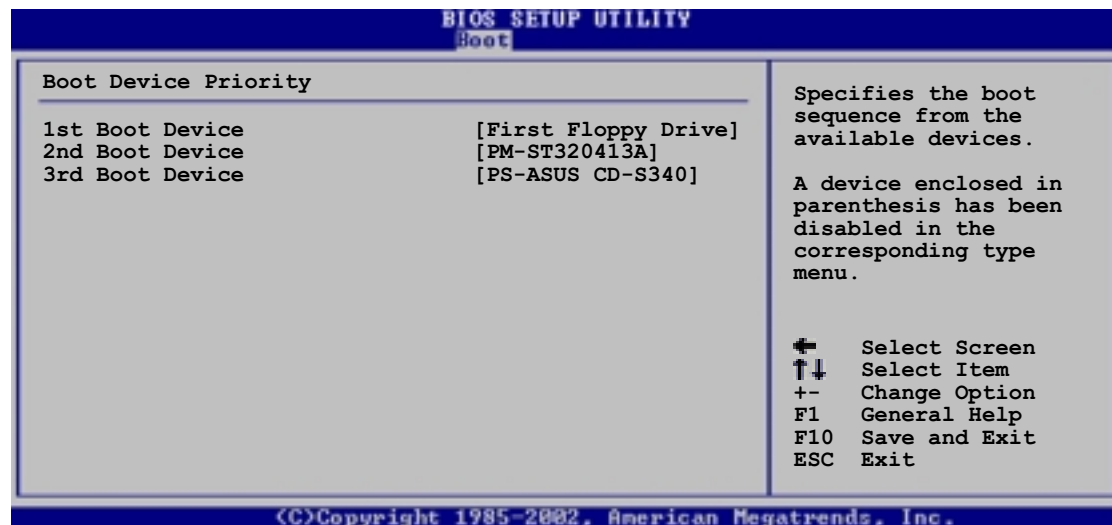 BIOS SETUP UTILITY
Boot
Boot Device Priority
1st Boot Device [First Floppy Drive]
2nd Boot Device [PM-ST320413A]
3rd Boot Device [PS-ASUS CD-S340]
Specifies the boot
sequence from the
available devices.
A device enclosed in
parenthesis has been
disabled in the
corresponding type
menu.
← Select Screen
↑↓ Select Item
+- Change Option
F1 General Help
F10 Save and Exit
ESC Exit
(C)Copyright 1985-2002, American Megatrends, Inc.